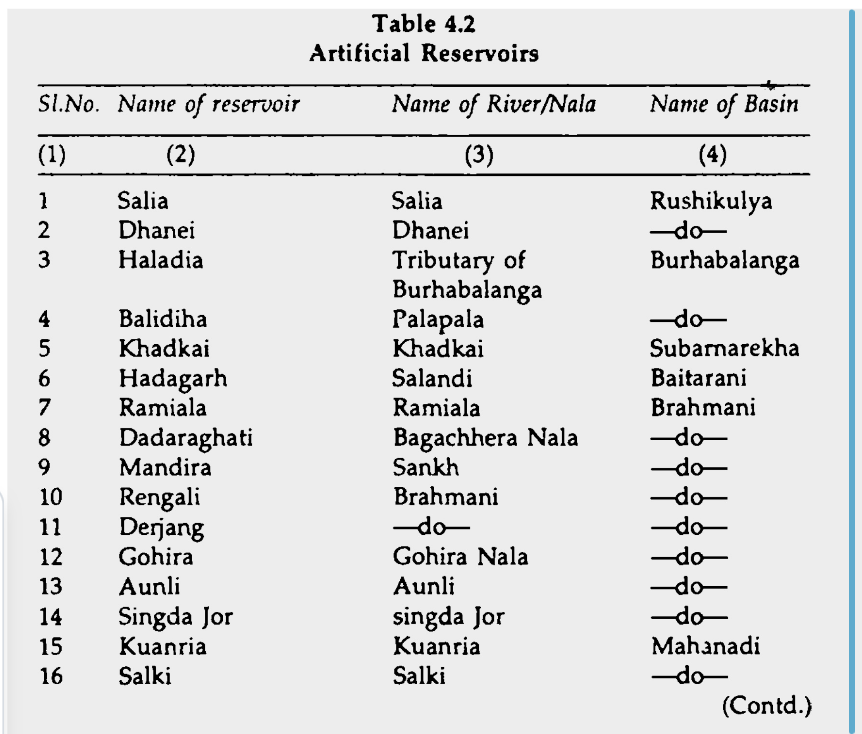 Table 4.2
Artificial Reservoirs
Sl.No. Name of reservoir Name of River/Nala Name of Basin
(1) (2) (3) (4)
1 Salia Salia Rushikulya
2 Dhanei Dhanei —do—
3 Haladia Tributary of Burhabalanga
Burhabalanga
4 Balidiha Palapala —do—
5 Khadkai Khadkai Subarnarekha
6 Hadagarh Salandi Baitarani
7 Ramiala Ramiala Brahmani
8 Dadaraghati Bagachhera Nala —do—
9 Mandira Sankh —do—
10 Rengali Brahmani —do—
11 Derjang —do— —do—
12 Gohira Gohira Nala —do—
13 Aunli Aunli —do—
14 Singda Jor singda Jor —do—
15 Kuanria Kuanria Mahanadi
16 Salki Salki —do—
(Contd.)